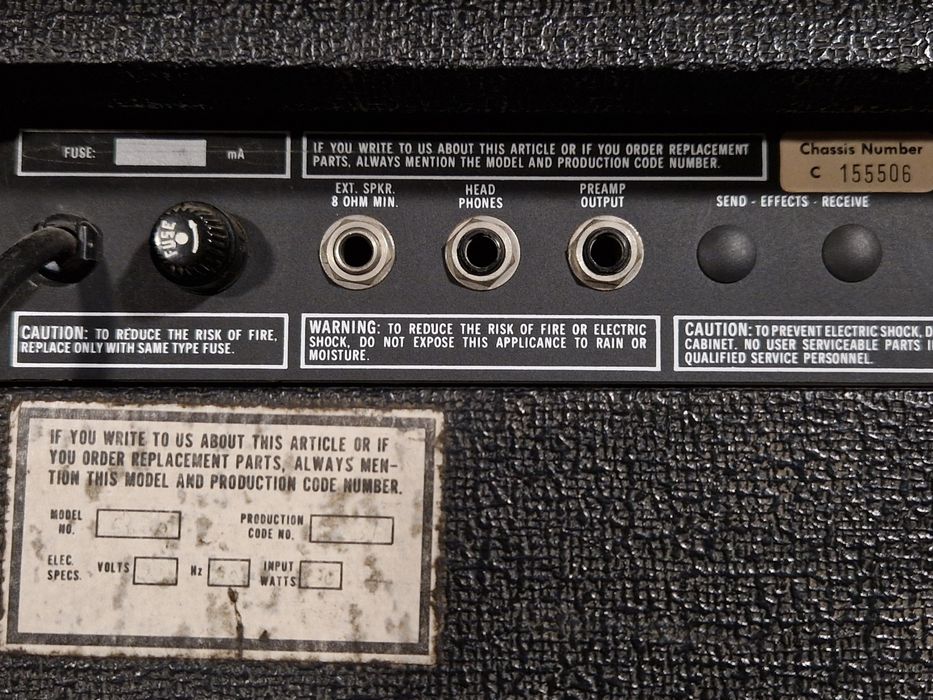 FUSE: mA
IF YOU WRITE TO US ABOUT THIS ARTICLE OR IF YOU ORDER REPLACEMENT
PARTS, ALWAYS MENTION THE MODEL AND PRODUCTION CODE NUMBER.
Chassis Number
C 155506
EXT. SPKR.
8 OHM MIN.
HEAD
PHONES
PREAMP
OUTPUT
SEND - EFFECTS - RECEIVE
FUSE
CAUTION: TO REDUCE THE RISK OF FIRE,
REPLACE ONLY WITH SAME TYPE FUSE.
WARNING: TO REDUCE THE RISK OF FIRE OR ELECTRIC
SHOCK, DO NOT EXPOSE THIS APPLICANCE TO RAIN OR
MOISTURE.
CAUTION: TO PREVENT ELECTRIC SHOCK, D
CABINET. NO USER SERVICEABLE PARTS I
QUALIFIED SERVICE PERSONNEL.
IF YOU WRITE TO US ABOUT THIS ARTICLE OR IF
YOU ORDER REPLACEMENT PARTS, ALWAYS MEN-
TION THIS MODEL AND PRODUCTION CODE NUMBER.
MODEL
NO.
PRODUCTION
CODE NO.
ELEC.
SPECS.
VOLTS
Hz
INPUT
WATTS